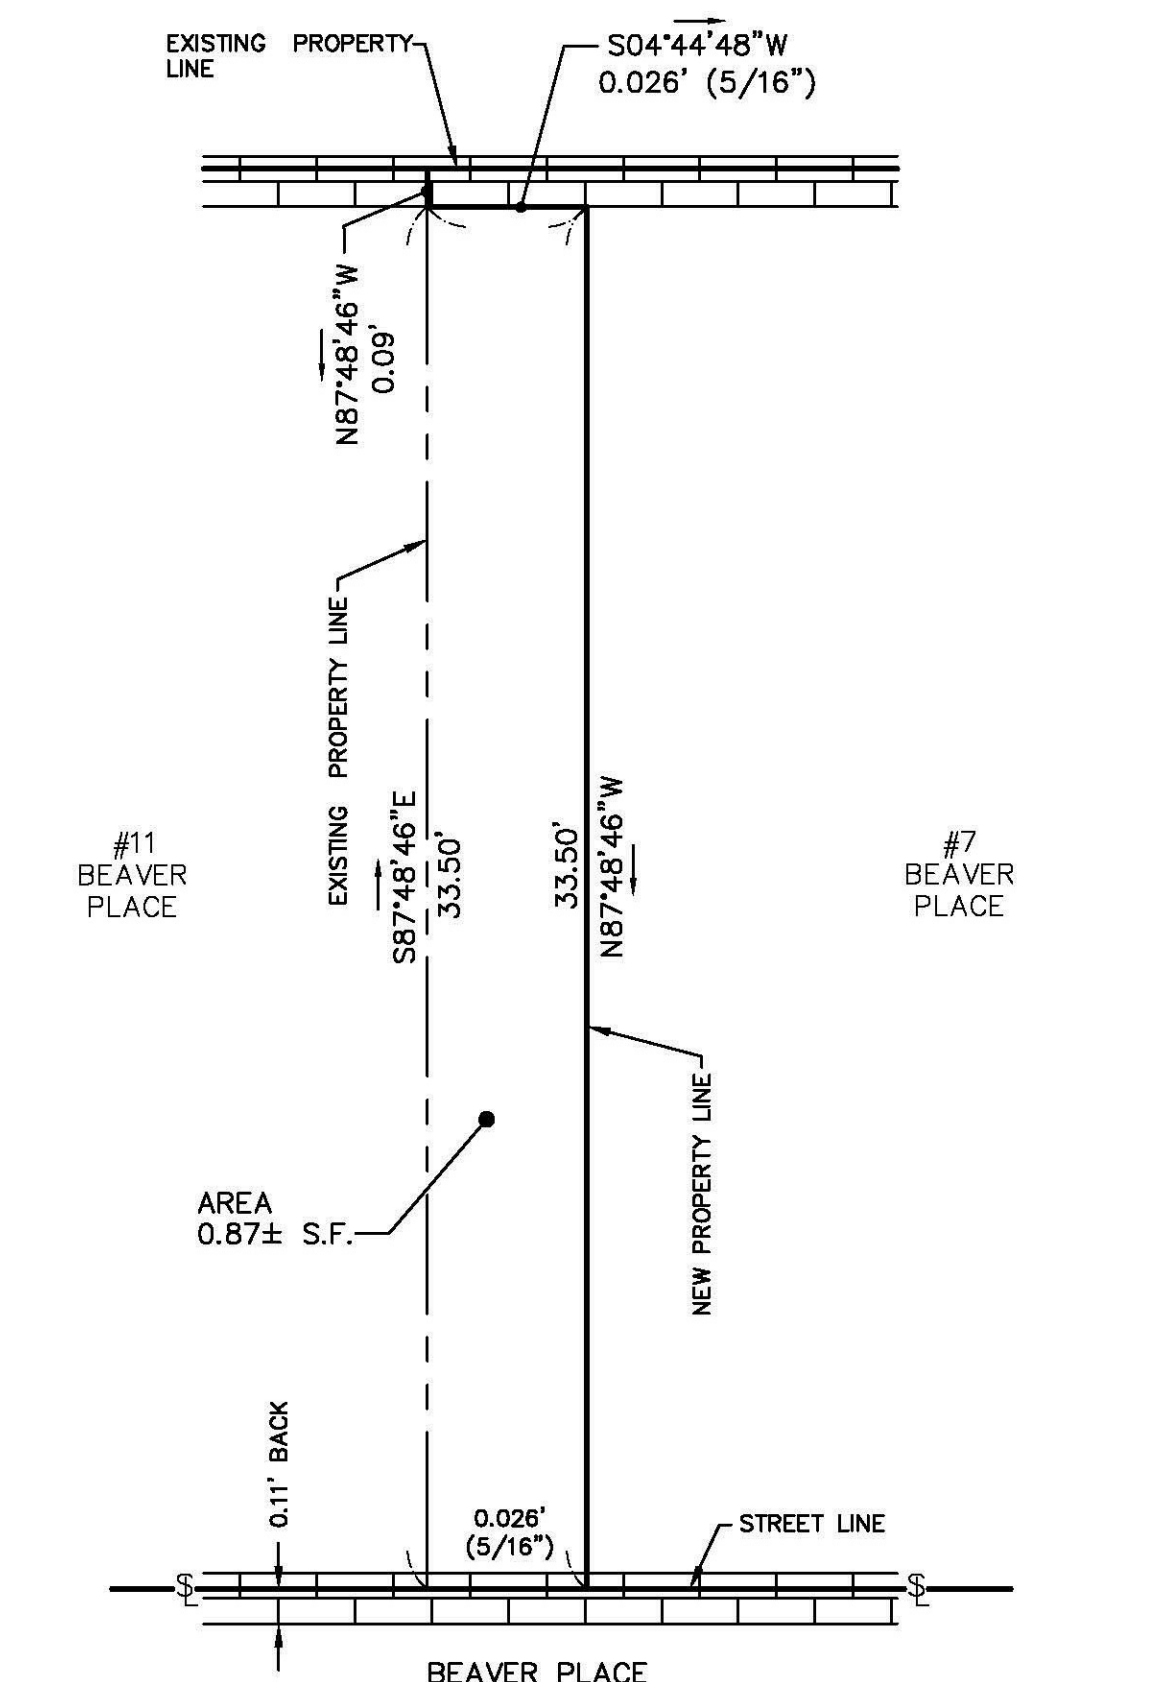 EXISTING PROPERTY
LINE
S04°44'48"W
0.026' (5/16")
N87°48'46"W
0.09'
EXISTING PROPERTY LINE
S87°48'46"E
33.50'
33.50'
N87°48'46"W
#11
BEAVER
PLACE
#7
BEAVER
PLACE
NEW PROPERTY LINE
AREA
0.87± S.F.
0.11' BACK
0.026'
(5/16")
STREET LINE
SL
SL
BEAVER PLACE